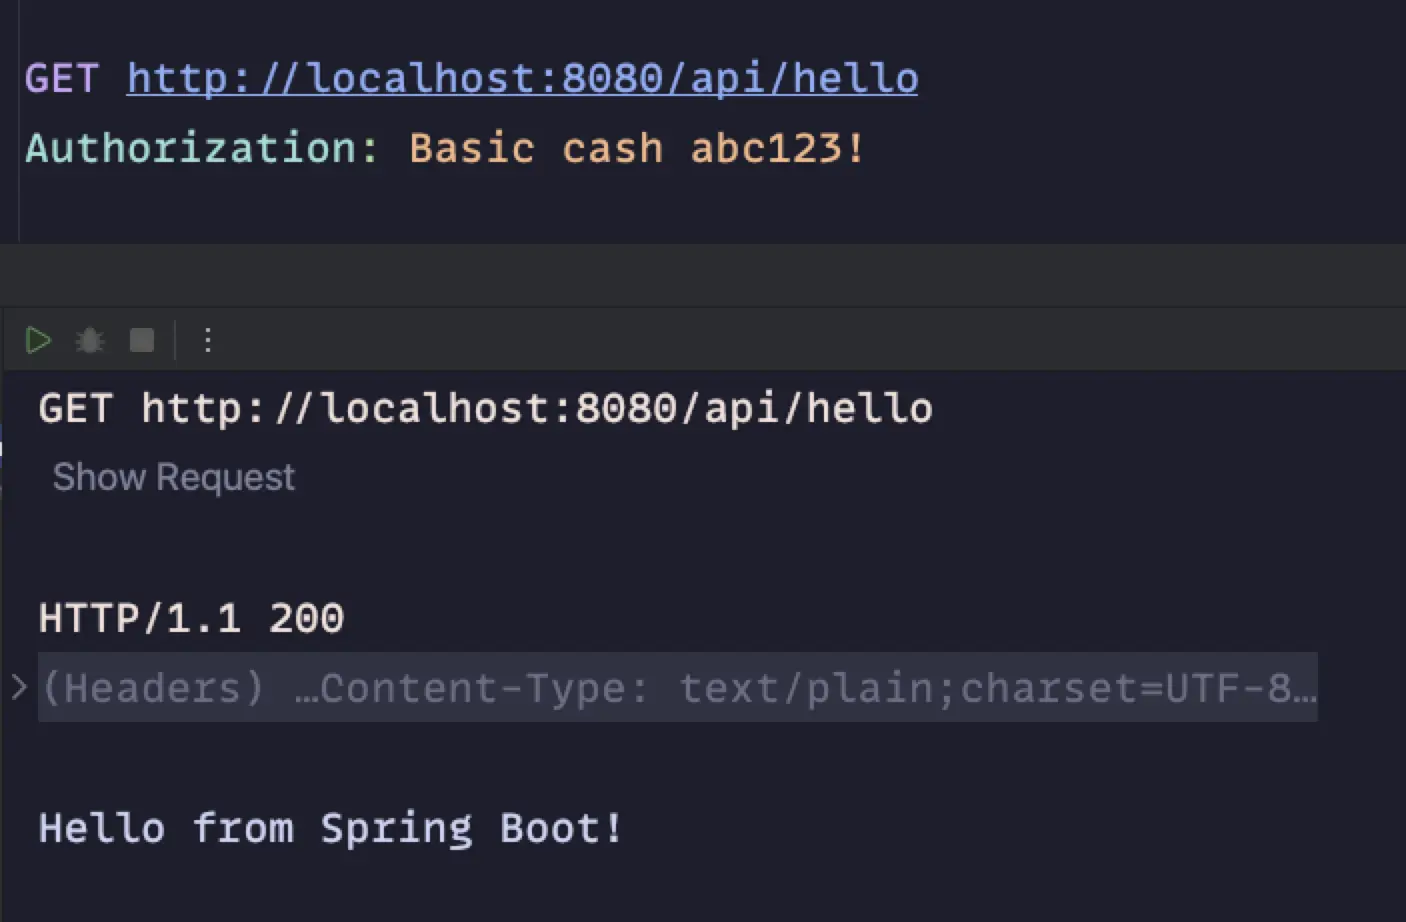 GET http://localhost:8080/api/hello
Authorization: Basic cash abc123!
GET http://localhost:8080/api/hello
Show Request
HTTP/1.1 200
(Headers) …Content-Type: text/plain;charset=UTF-8…
Hello from Spring Boot!